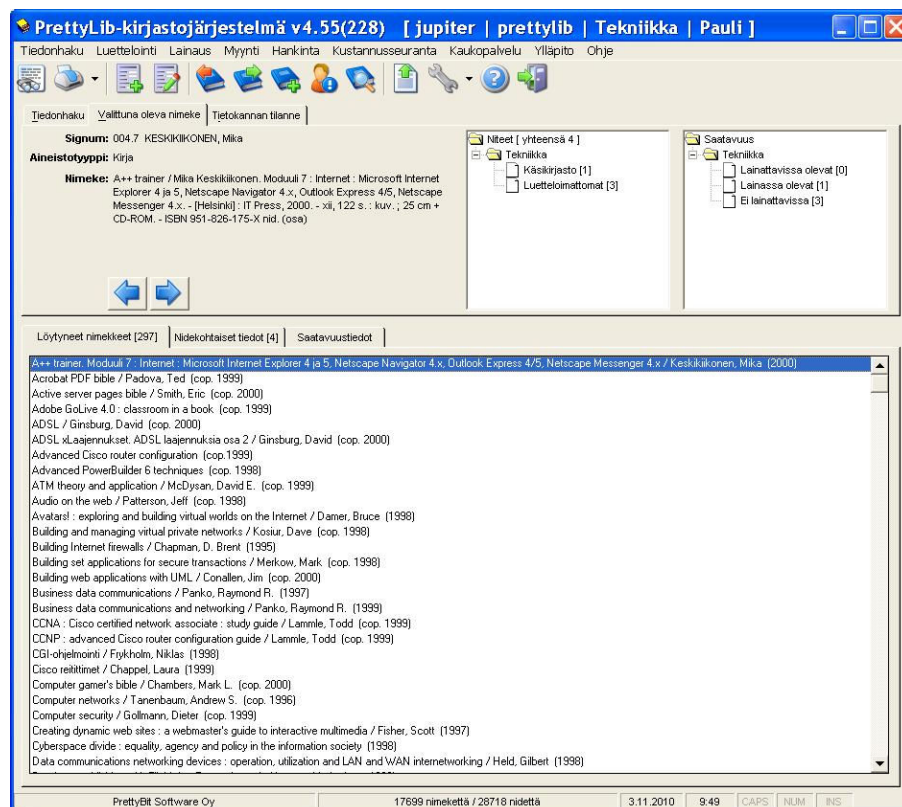 PrettyLib-kirjastojärjestelmä v4.55(228) [ jupiter | prettylib | Tekniikka | Pauli ]
Tiedonhaku Luettelointi Lainaus Myynti Hankinta Kustannusseuranta Kaukopalvelu Ylläpito Ohje
Tiedonhaku Valittuna oleva nimeke Tietokannan tilanne
Signum: 004.7 KESKIKIIKONEN, Mika
Aineistotyyppi: Kirja
Nimeke: A++ trainer / Mika Keskikiikonen. Moduuli 7 : Internet : Microsoft Internet
Explorer 4 ja 5, Netscape Navigator 4.x, Outlook Express 4/5, Netscape
Messenger 4.x. - [Helsinki] : IT Press, 2000. - xii, 122 s. : kuv. ; 25 cm +
CD-ROM. - ISBN 951-826-175-X nid. (osa)
Niteet [ yhteensä 4 ]
Tekniikka
Käsikirjasto [1]
Luetteloimattomat [3]
Saatavuus
Tekniikka
Lainattavissa olevat [0]
Lainassa olevat [1]
Ei lainattavissa [3]
Löytyneet nimekkeet [297] Nidekohtaiset tiedot [4] Saatavuustiedot
A++ trainer. Moduuli 7 : Internet : Microsoft Internet Explorer 4 ja 5, Netscape Navigator 4.x, Outlook Express 4/5, Netscape Messenger 4.x / Keskikiikonen, Mika (2000)
Acrobat PDF bible / Padova, Ted (cop. 1999)
Active server pages bible / Smith, Eric (cop. 2000)
Adobe GoLive 4.0 : classroom in a book (cop. 1999)
ADSL / Ginsburg, David (cop. 2000)
ADSL xLaajennukset. ADSL laajennuksia osa 2 / Ginsburg, David (cop. 2000)
Advanced Cisco router configuration (cop.1999)
Advanced PowerBuilder 6 techniques (cop. 1998)
ATM theory and application / McDysan, David E. (cop. 1999)
Audio on the web / Patterson, Jeff (cop. 1998)
Avatars! : exploring and building virtual worlds on the Internet / Damer, Bruce (1998)
Building and managing virtual private networks / Kosiur, Dave (cop. 1998)
Building Internet firewalls / Chapman, D. Brent (1995)
Building set applications for secure transactions / Merkow, Mark (cop. 1998)
Building web applications with UML / Conallen, Jim (cop. 2000)
Business data communications / Panko, Raymond R. (1997)
Business data communications and networking / Panko, Raymond R. (1999)
CCNA : Cisco certified network associate : study guide / Lammle, Todd (cop. 1999)
CCNP : advanced Cisco router configuration guide / Lammle, Todd (cop. 1999)
CGI-ohjelmointi / Frykholm, Niklas (1998)
Cisco reitittimet / Chappel, Laura (1999)
Computer gamer's bible / Chambers, Mark L. (cop. 2000)
Computer networks / Tanenbaum, Andrew S. (cop. 1996)
Computer security / Gollmann, Dieter (cop. 1999)
Creating dynamic web sites : a webmaster's guide to interactive multimedia / Fisher, Scott (1997)
Cyberspace divide : equality, agency and policy in the information society (1998)
Data communications networking devices : operation, utilization and LAN and WAN internetworking / Held, Gilbert (1998)
PrettyBit Software Oy 17699 nimekettä / 28718 nidettä 3.11.2010 9:49 CAPS NUM INS